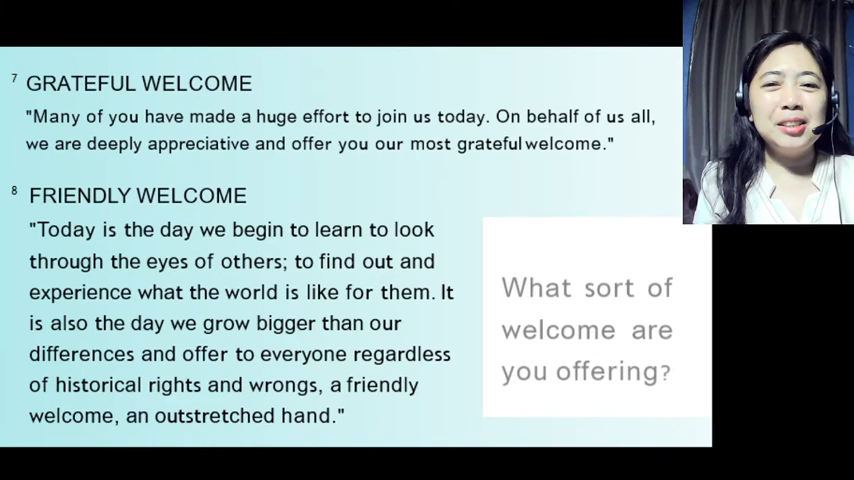 7 GRATEFUL WELCOME
"Many of you have made a huge effort to join us today. On behalf of us all,
we are deeply appreciative and offer you our most grateful welcome."
8 FRIENDLY WELCOME
"Today is the day we begin to learn to look
through the eyes of others; to find out and
experience what the world is like for them. It
is also the day we grow bigger than our
differences and offer to everyone regardless
of historical rights and wrongs, a friendly
welcome, an outstretched hand."
What sort of
welcome are
you offering?